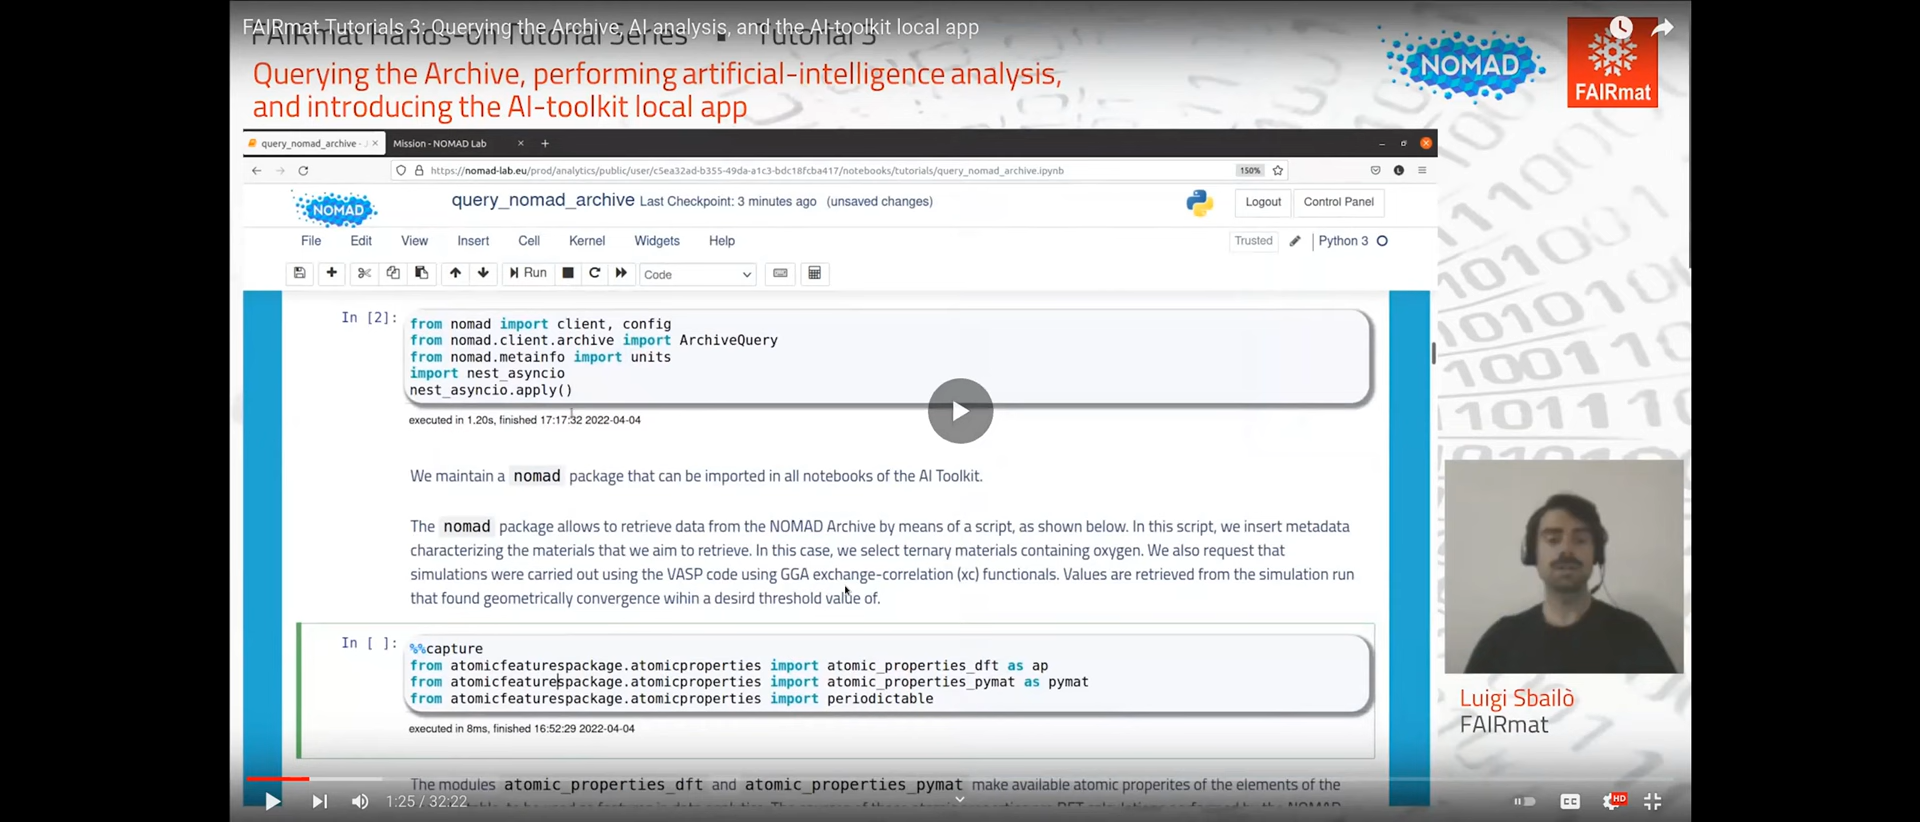 FAIRmat Tutorials 3: Querying the Archive, AI analysis, and the AI-toolkit local app
FAIRmat Hands-on Tutorial Series ▪ Tutorial 3
Querying the Archive, performing artificial-intelligence analysis,
and introducing the AI-toolkit local app
NOMAD
FAIRmat
query_nomad_archive -
Mission - NOMAD Lab
https://nomad-lab.eu/prod/analytics/public/user/c5ea32ad-b355-49da-a1c3-bdc18fcba417/notebooks/tutorials/query_nomad_archive.ipynb
150%
NOMAD
query_nomad_archive Last Checkpoint: 3 minutes ago (unsaved changes)
Logout
Control Panel
File Edit View Insert Cell Kernel Widgets Help
Trusted
Python 3
Run
Code
In [2]:
from nomad import client, config
from nomad.client.archive import ArchiveQuery
from nomad.metainfo import units
import nest_asyncio
nest_asyncio.apply()
executed in 1.20s, finished 17:17:32 2022-04-04
We maintain a nomad package that can be imported in all notebooks of the AI Toolkit.
The nomad package allows to retrieve data from the NOMAD Archive by means of a script, as shown below. In this script, we insert metadata
characterizing the materials that we aim to retrieve. In this case, we select ternary materials containing oxygen. We also request that
simulations were carried out using the VASP code using GGA exchange-correlation (xc) functionals. Values are retrieved from the simulation run
that found geometrically convergence wihin a desird threshold value of.
In [ ]:
%%capture
from atomicfeaturespackage.atomicproperties import atomic_properties_dft as ap
from atomicfeaturespackage.atomicproperties import atomic_properties_pymat as pymat
from atomicfeaturespackage.atomicproperties import periodictable
executed in 8ms, finished 16:52:29 2022-04-04
The modules atomic_properties_dft and atomic_properties_pymat make available atomic properites of the elements of the
Luigi Sbailò
FAIRmat
1:25 / 32:22
CC
HD